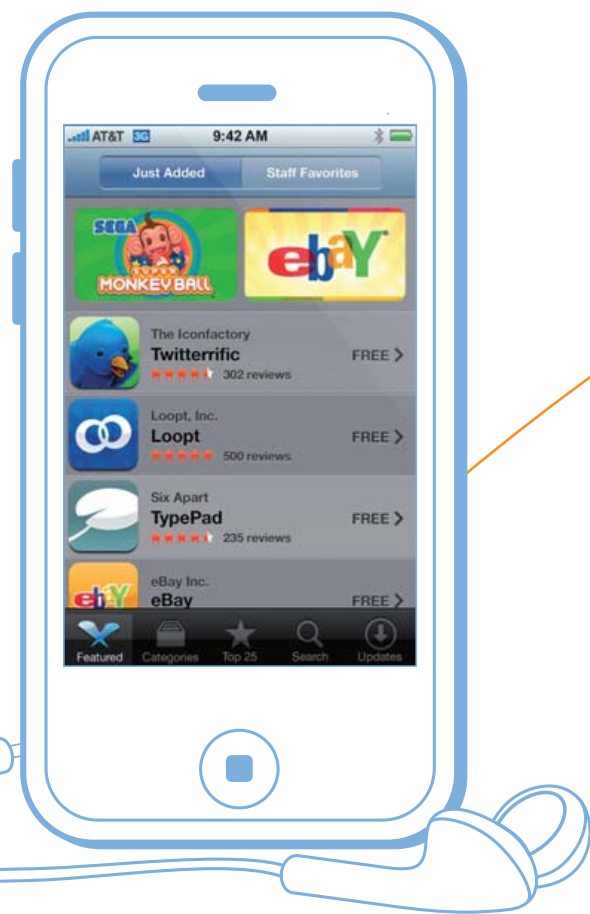 AT&T 3G 9:42 AM
Just Added Staff Favorites
SEGA
SUPER
MONKEY BALL
ebaY
The Iconfactory
Twitterrific FREE
302 reviews
Loopt, Inc.
Loopt FREE
500 reviews
Six Apart
TypePad FREE
235 reviews
eBay Inc.
ebY eBay FREE
Featured Categories Top 25 Search Updates